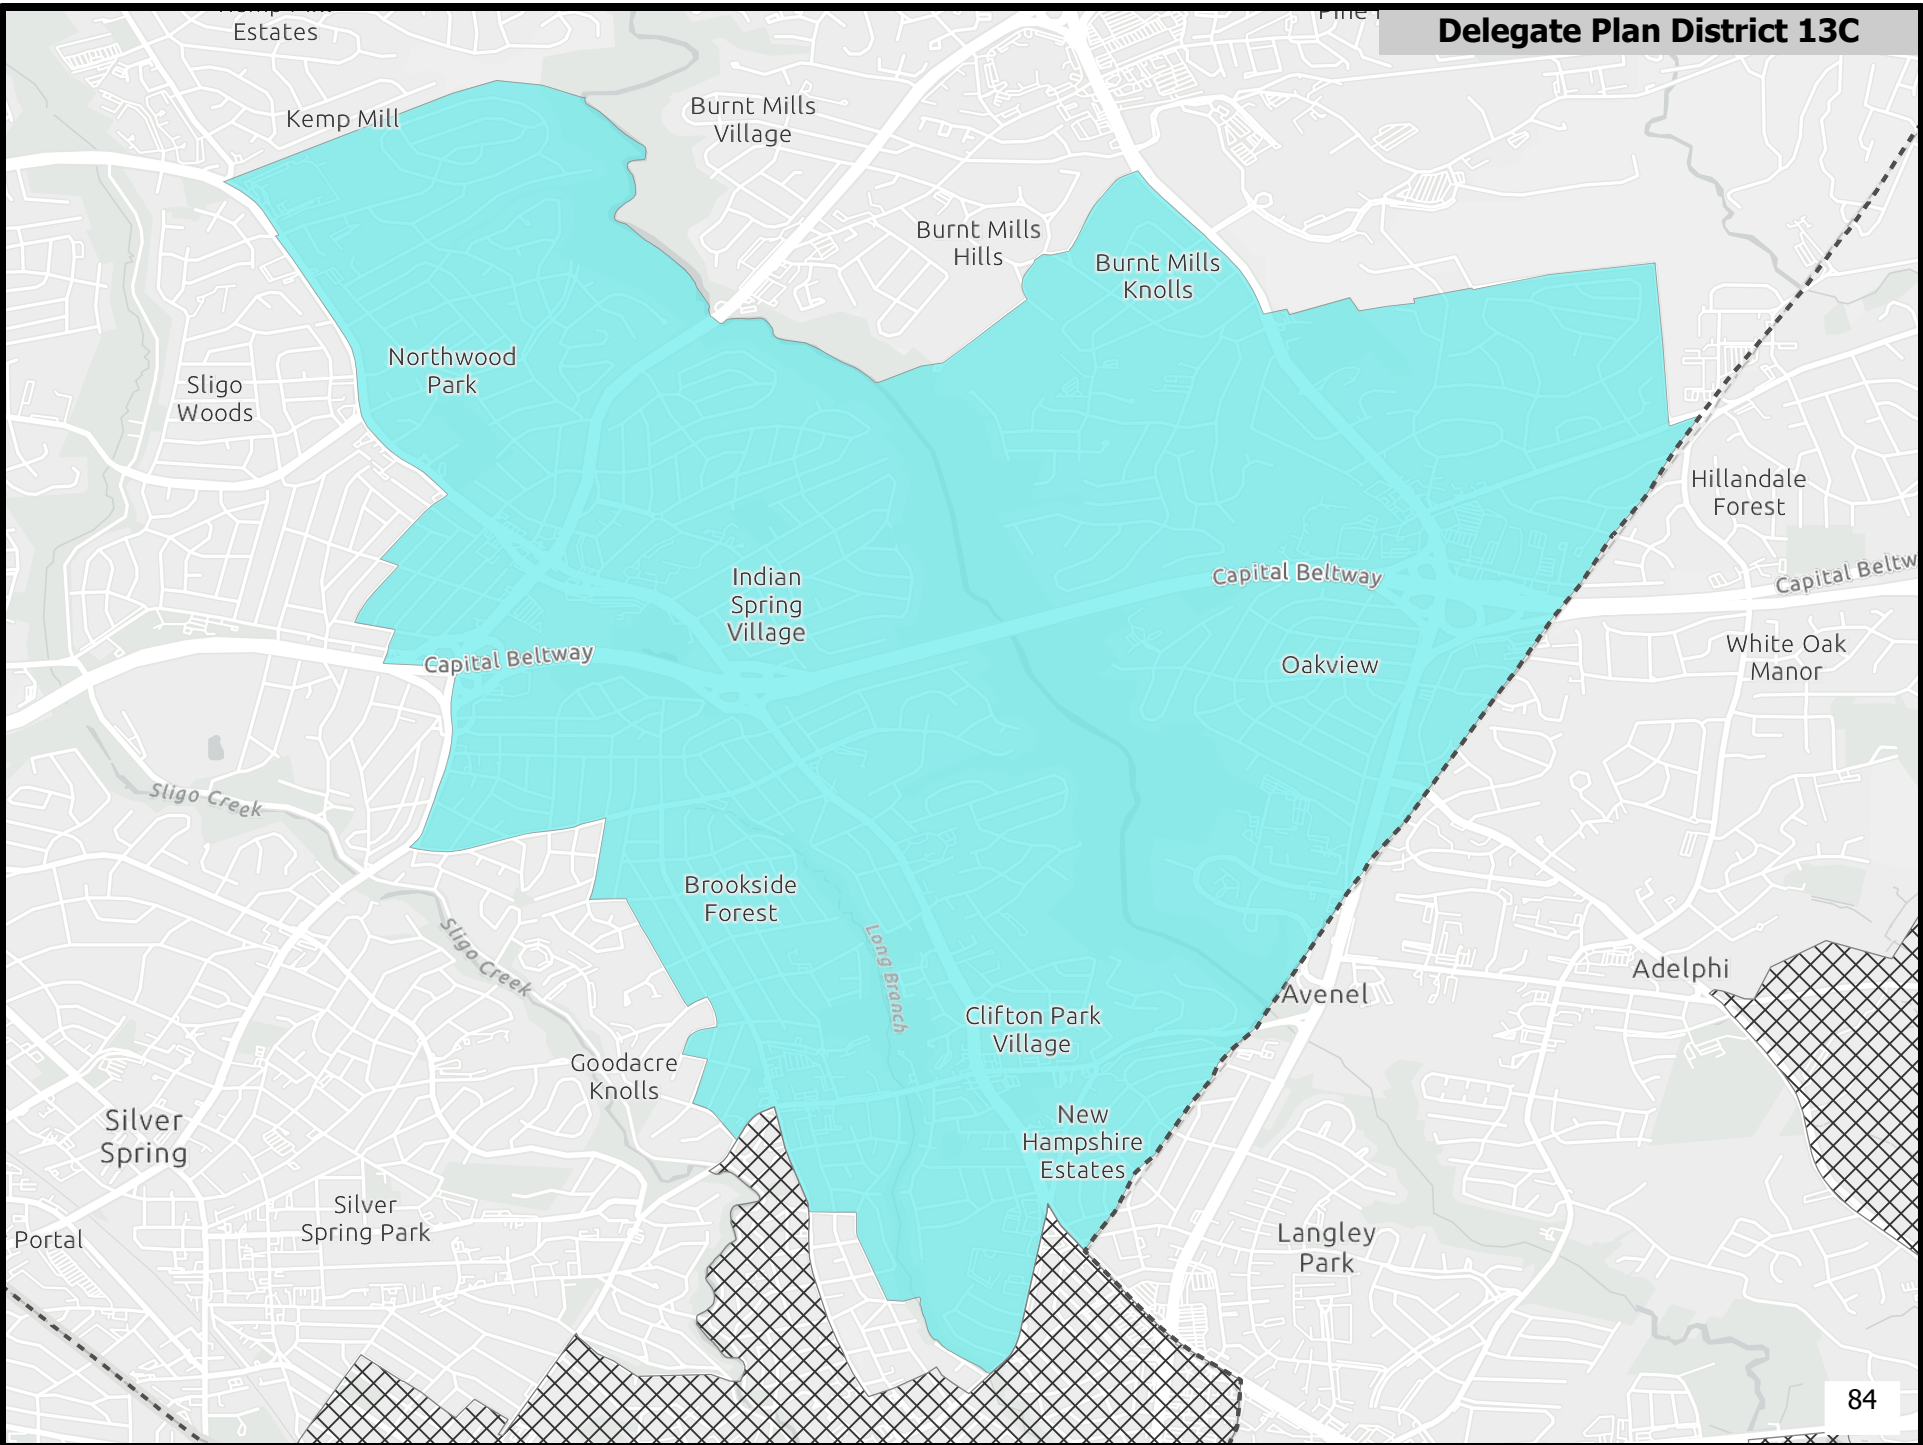 Estates
Delegate Plan District 13C
Kemp Mill
Burnt Mills
Village
Burnt Mills
Hills
Burnt Mills
Knolls
Northwood
Park
Sligo
Woods
Hillandale
Forest
Capital Beltway
Capital Beltw
Indian
Spring
Village
Capital Beltway
Oakview
White Oak
Manor
Sligo Creek
Brookside
Forest
Sligo Creek
Long Branch
Adelphi
Avenel
Clifton Park
Village
Goodacre
Knolls
Silver
Spring
New
Hampshire
Estates
Silver
Spring Park
Portal
Langley
Park
84